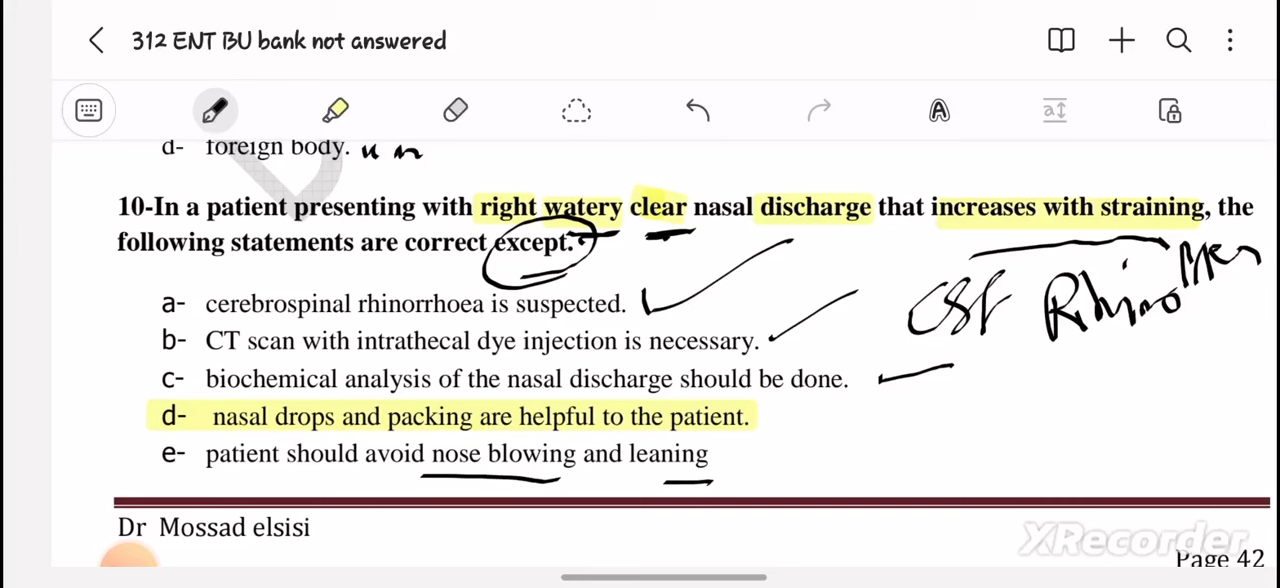 312 ENT BU bank not answered
d- foreign body.
10-In a patient presenting with right watery clear nasal discharge that increases with straining, the
following statements are correct except:
a- cerebrospinal rhinorrhoea is suspected.
b- CT scan with intrathecal dye injection is necessary.
c- biochemical analysis of the nasal discharge should be done.
d- nasal drops and packing are helpful to the patient.
e- patient should avoid nose blowing and leaning
CSF Rhino
Dr Mossad elsisi
XRecorder
Page 42